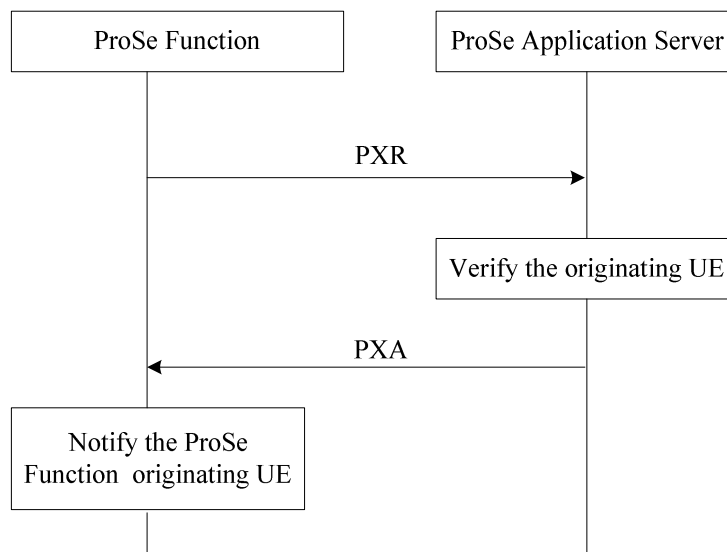 ProSe Function
ProSe Application Server
PXR
Verify the originating UE
PXA
Notify the ProSe
Function originating UE